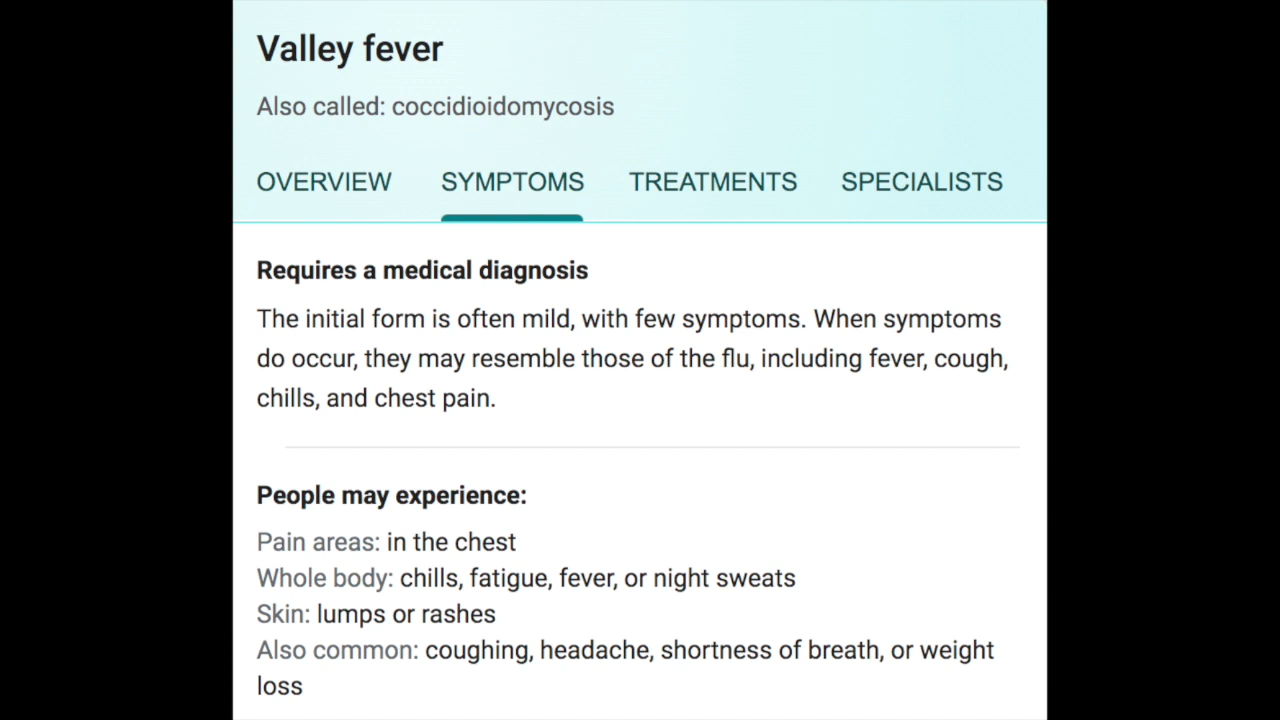 Valley fever
Also called: coccidioidomycosis
OVERVIEW SYMPTOMS TREATMENTS SPECIALISTS
Requires a medical diagnosis
The initial form is often mild, with few symptoms. When symptoms
do occur, they may resemble those of the flu, including fever, cough,
chills, and chest pain.
People may experience:
Pain areas: in the chest
Whole body: chills, fatigue, fever, or night sweats
Skin: lumps or rashes
Also common: coughing, headache, shortness of breath, or weight
loss